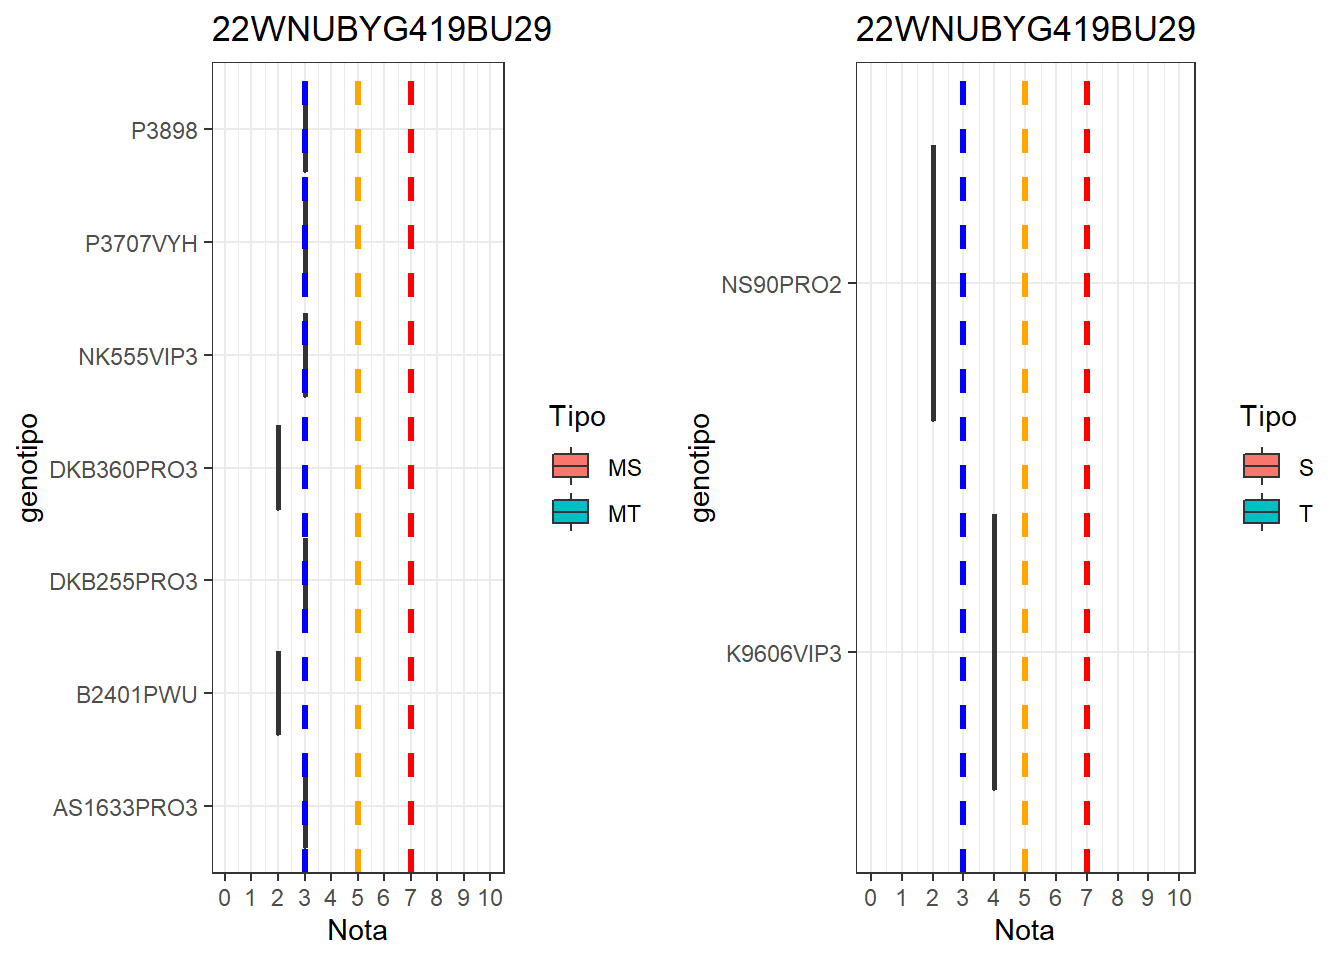 22WNUBYG419BU29
P3898
P3707VYH
NK555VIP3
DKB360PRO3
DKB255PRO3
B2401PWU
AS1633PRO3
genotipo
0 1 2 3 4 5 6 7 8 9 10
Nota
Tipo
MS
MT
22WNUBYG419BU29
NS90PRO2
K9606VIP3
genotipo
0 1 2 3 4 5 6 7 8 9 10
Nota
Tipo
S
T